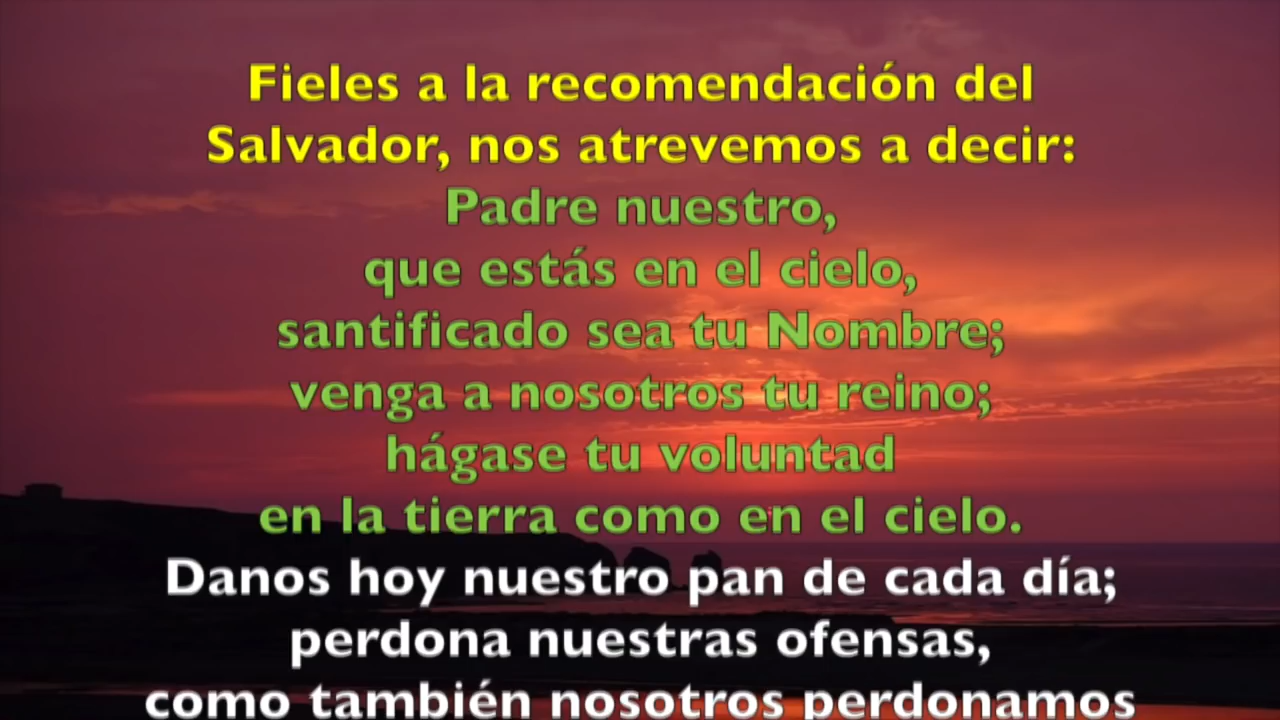 Fieles a la recomendación del
Salvador, nos atrevemos a decir:
Padre nuestro,
que estás en el cielo,
santificado sea tu Nombre;
venga a nosotros tu reino;
hágase tu voluntad
en la tierra como en el cielo.
Danos hoy nuestro pan de cada día;
perdona nuestras ofensas,
como también nosotros perdonamos